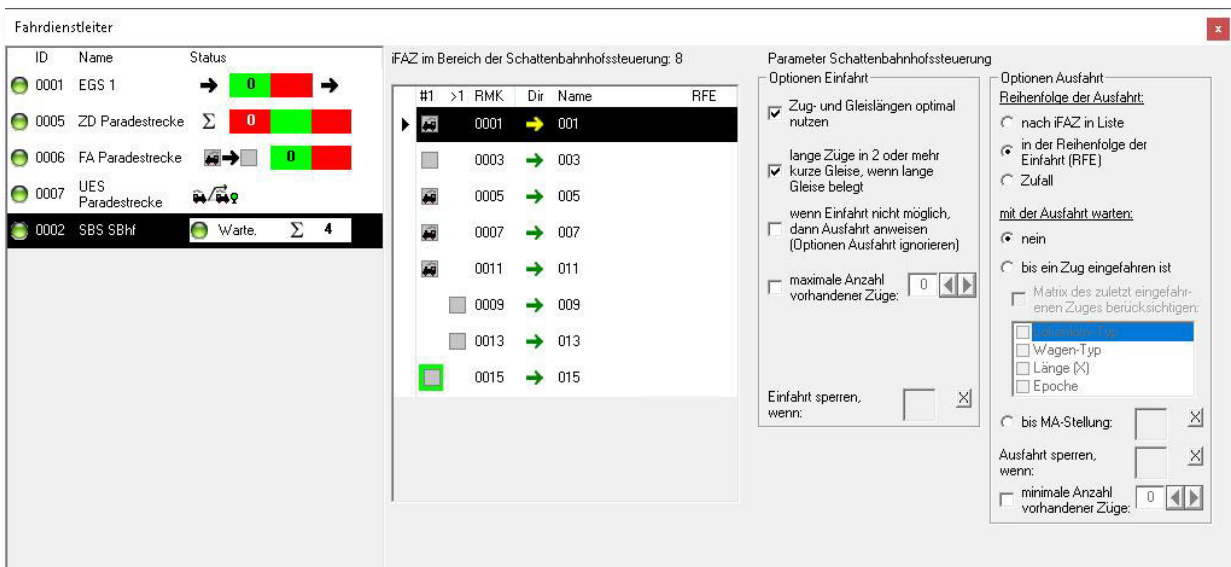 Fahrdienstleiter
x
ID Name Status
0001 EGS 1 0
0005 ZD Paradestrecke Σ 0
0006 FA Paradestrecke 0
0007 UES
Paradestrecke
0002 SBS SBhf Warte. Σ 4
iFAZ im Bereich der Schattenbahnhofssteuerung: 8
#1 >1 RMK Dir Name RFE
0001 001
0003 003
0005 005
0007 007
0011 011
0009 009
0013 013
0015 015
Parameter Schattenbahnhofssteuerung
Optionen Einfahrt
Zug- und Gleislängen optimal
nutzen
lange Züge in 2 oder mehr
kurze Gleise, wenn lange
Gleise belegt
wenn Einfahrt nicht möglich,
dann Ausfahrt anweisen
(Optionen Ausfahrt ignorieren)
maximale Anzahl
vorhandener Züge: 0
Einfahrt sperren,
wenn: X
Optionen Ausfahrt
Reihenfolge der Ausfahrt:
nach iFAZ in Liste
in der Reihenfolge der
Einfahrt (RFE)
Zufall
mit der Ausfahrt warten:
nein
bis ein Zug eingefahren ist
Matrix des zuletzt eingefahr-
enen Zuges berücksichtigen:
Lokomotiv-Typ
Wagen-Typ
Länge (X)
Epoche
bis MA-Stellung: X
Ausfahrt sperren,
wenn: X
minimale Anzahl
vorhandener Züge: 0